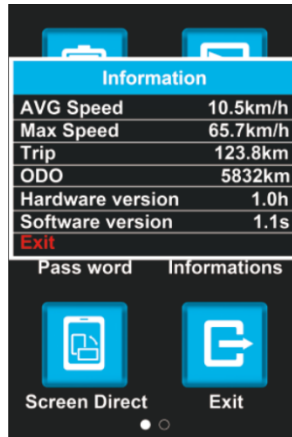 Information
AVG Speed 10.5km/h
Max Speed 65.7km/h
Trip 123.8km
ODO 5832km
Hardware version 1.0h
Software version 1.1s
Exit
Pass word Informations
Screen Direct Exit